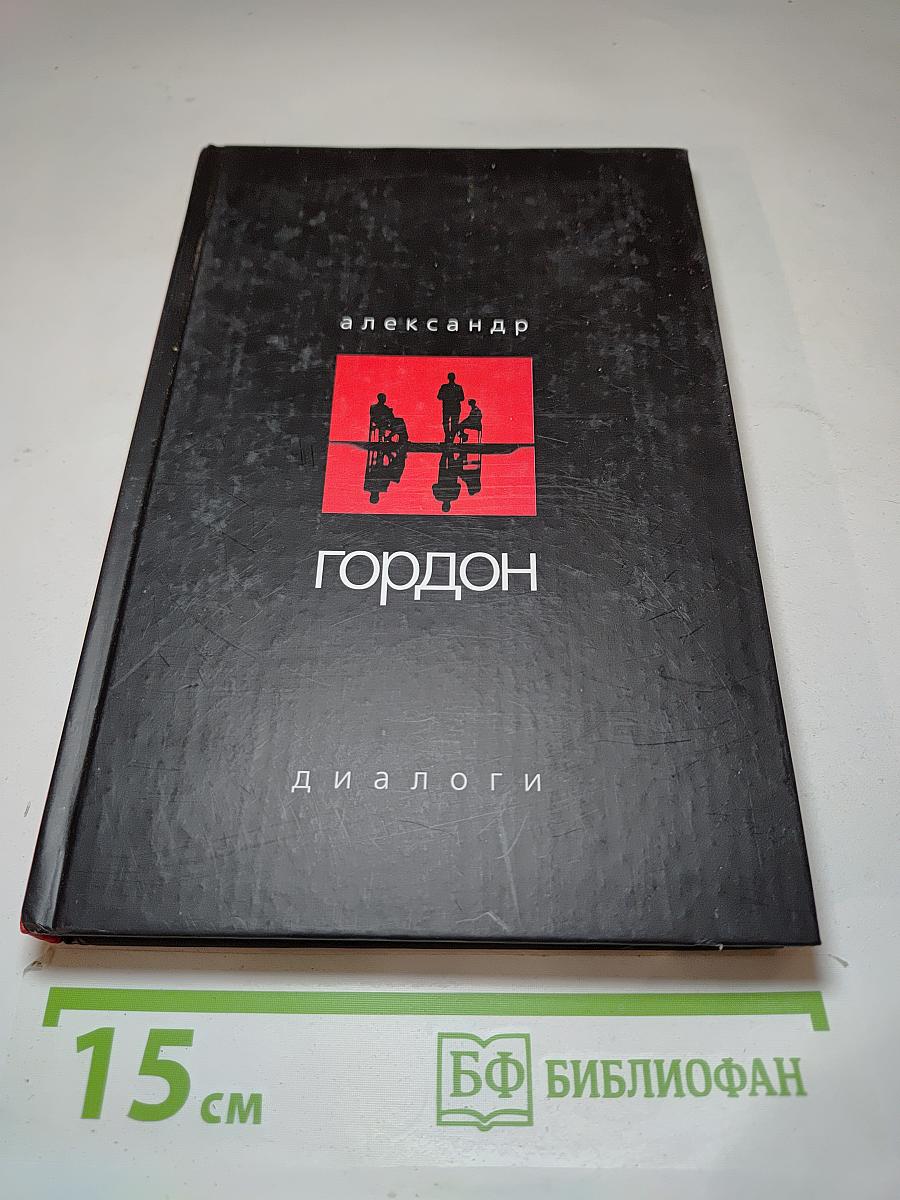 александр
гордон
диалоги
15 см
БФ БИБЛИОФАН